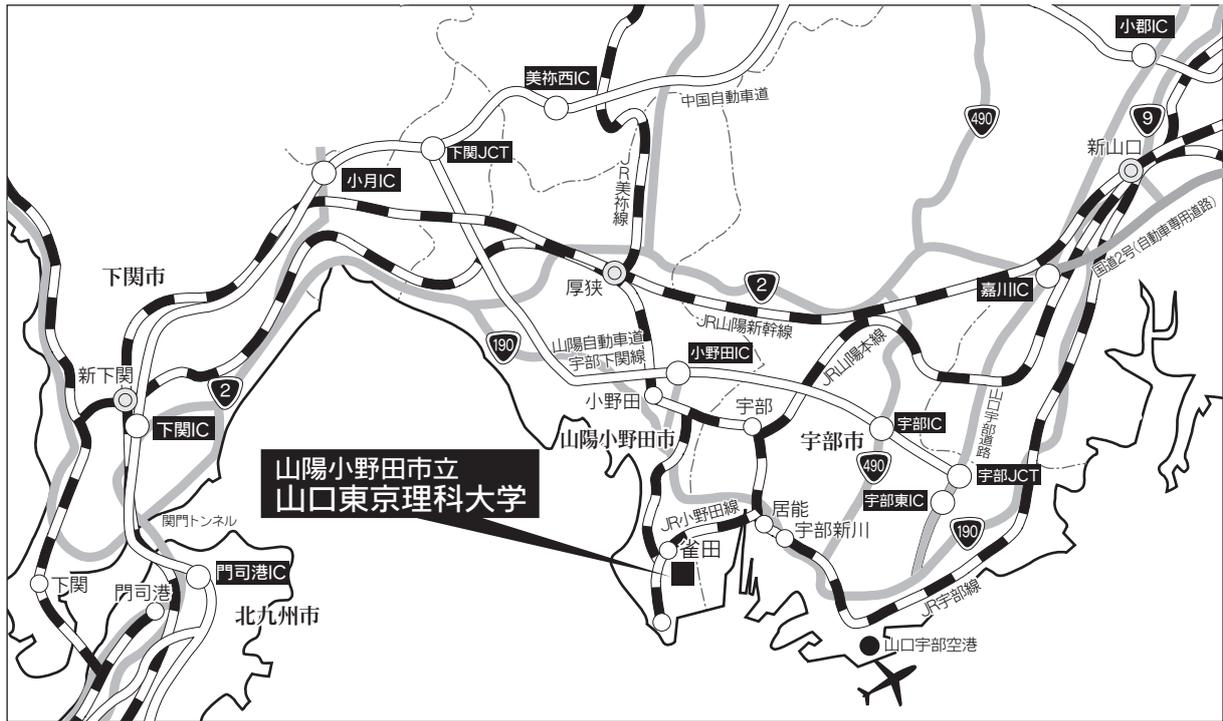 小郡IC
美祢西IC
中国自動車道
490
9
新山口
下関JCT
小月IC
JR美祢線
国道2号(自動車専用道路)
下関市
厚狭
2
嘉川IC
JR山陽新幹線
190
山陽自動車道
宇部下関線
小野田IC
JR山陽本線
新下関
2
小野田
宇部
山口宇部道路
下関IC
山陽小野田市
宇部市
宇部IC
山陽小野田市立
山口東京理科大学
490
宇部JCT
宇部東IC
関門トンネル
JR小野田線
居能
宇部新川
190
雀田
下関
門司港IC
門司港
北九州市
JR宇部線
山口宇部空港